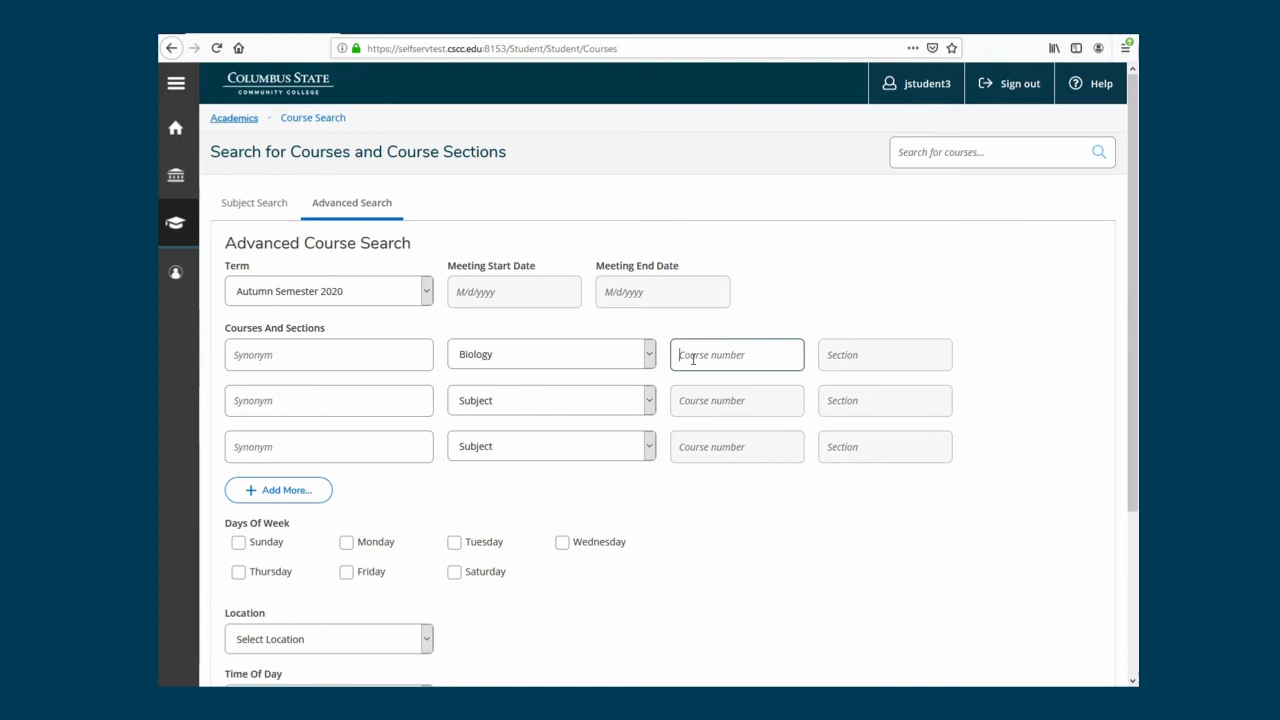 https://selfservtest.cscc.edu:8153/Student/Student/Courses
COLUMBUS STATE
COMMUNITY COLLEGE
jstudent3
Sign out
Help
Academics · Course Search
Search for Courses and Course Sections
Search for courses...
Subject Search
Advanced Search
Advanced Course Search
Term
Meeting Start Date
Meeting End Date
Autumn Semester 2020
M/d/yyyy
M/d/yyyy
Courses And Sections
Synonym
Biology
Course number
Section
Synonym
Subject
Course number
Section
Synonym
Subject
Course number
Section
+ Add More...
Days Of Week
Sunday
Monday
Tuesday
Wednesday
Thursday
Friday
Saturday
Location
Select Location
Time Of Day